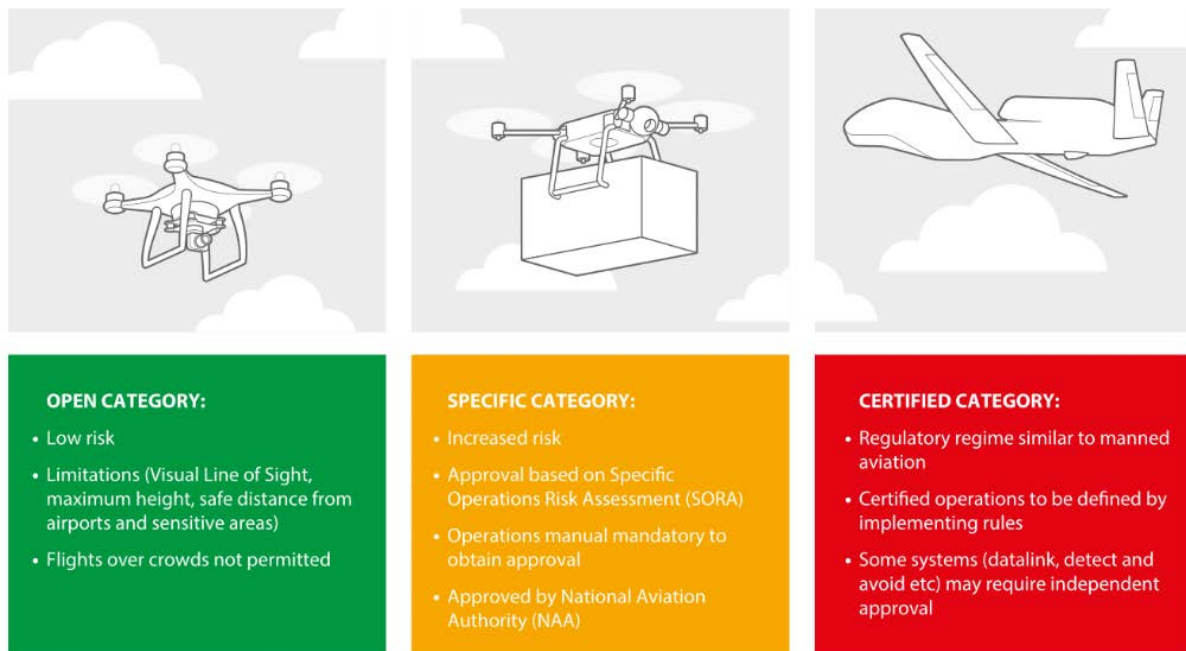 OPEN CATEGORY:
• Low risk
• Limitations (Visual Line of Sight,
maximum height, safe distance from
airports and sensitive areas)
• Flights over crowds not permitted
SPECIFIC CATEGORY:
• Increased risk
• Approval based on Specific
Operations Risk Assessment (SORA)
• Operations manual mandatory to
obtain approval
• Approved by National Aviation
Authority (NAA)
CERTIFIED CATEGORY:
• Regulatory regime similar to manned
aviation
• Certified operations to be defined by
implementing rules
• Some systems (datalink, detect and
avoid etc) may require independent
approval